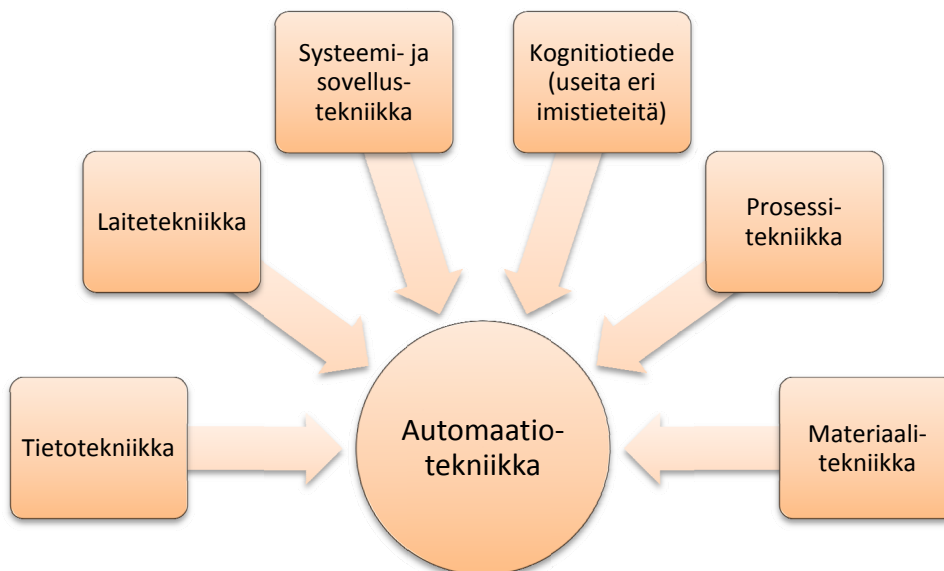 Systeemi- ja
sovellus-
tekniikka
Kognitiotiede
(useita eri
imistieteitä)
Laitetekniikka
Prosessi-
tekniikka
Tietotekniikka
Automaatio-
tekniikka
Materiaali-
tekniikka